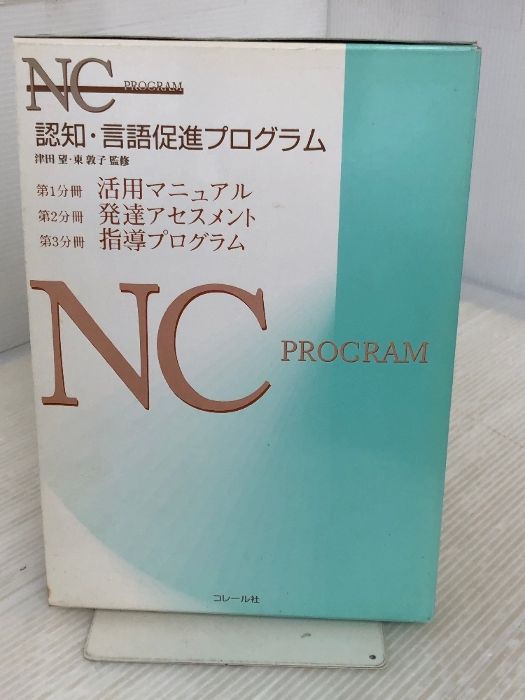 NC PROGRAM
認知・言語促進プログラム
津田 望・東 敦子 監修
第1分冊 活用マニュアル
第2分冊 発達アセスメント
第3分冊 指導プログラム
NC PROGRAM
コレール社